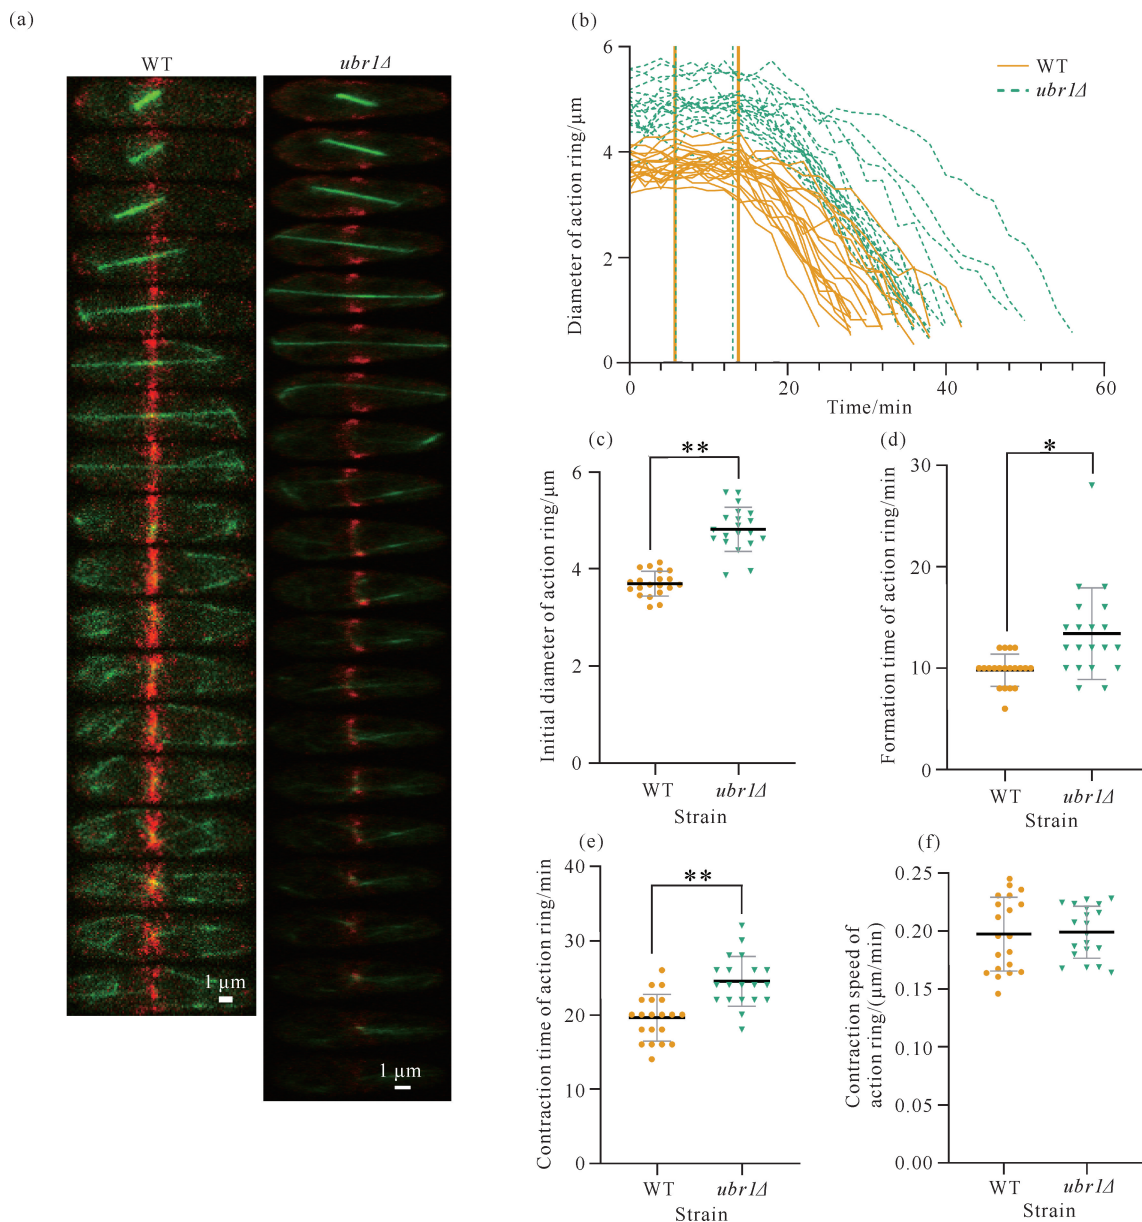 (a)
WT
ubr1Δ
1 μm
1 μm
(b)
6
4
2
0
Diameter of action ring/μm
0
20
40
60
Time/min
WT
ubr1Δ
(c)
**
6
4
2
0
Initial diameter of action ring/μm
WT
ubr1Δ
Strain
(d)
*
30
20
10
0
Formation time of action ring/min
WT
ubr1Δ
Strain
(e)
**
40
30
20
10
0
Contraction time of action ring/min
WT
ubr1Δ
Strain
(f)
0.25
0.20
0.15
0.10
0.05
0.00
Contraction speed of
action ring/(μm/min)
WT
ubr1Δ
Strain